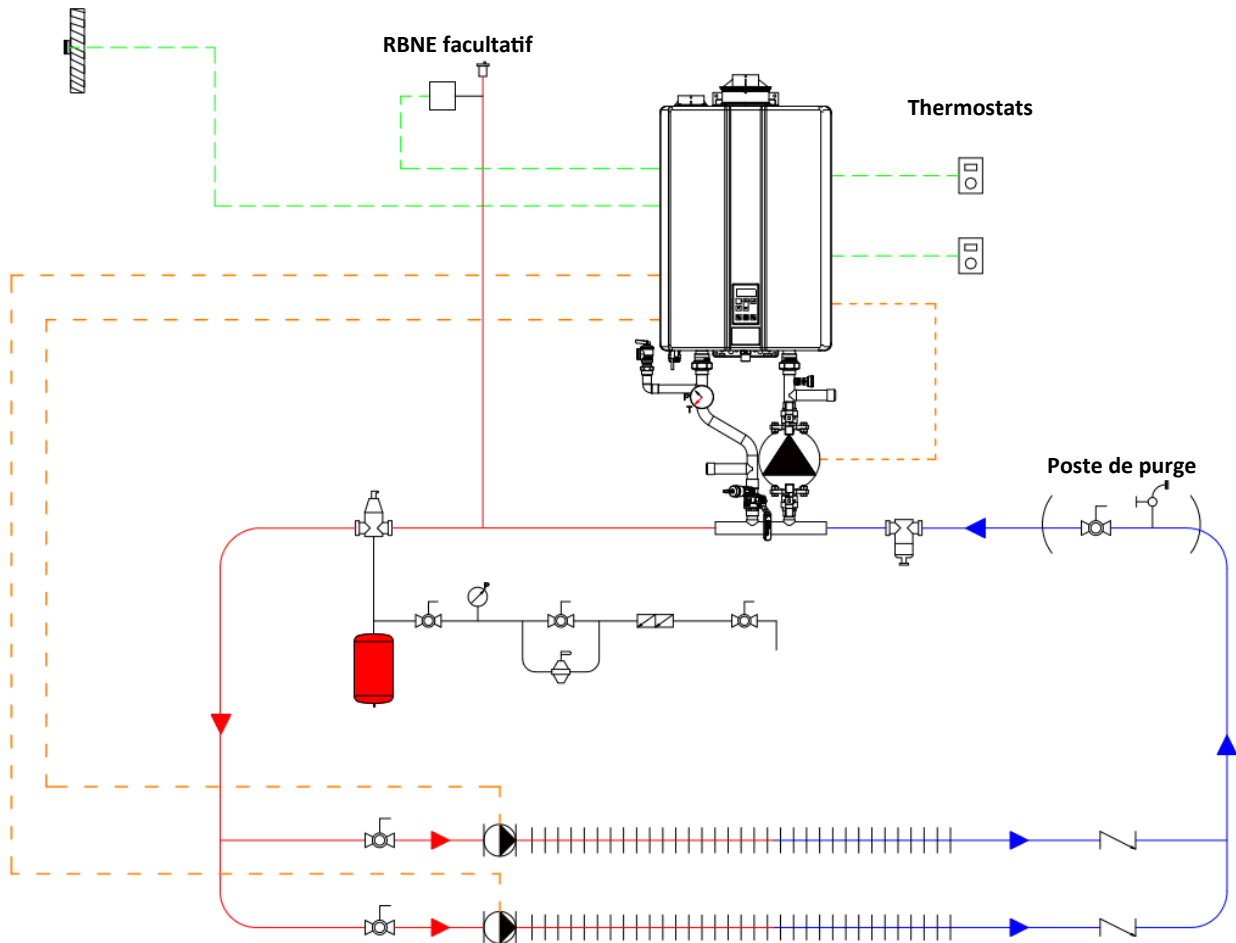 RBNE facultatif
Thermostats
P
T
Poste de purge
P